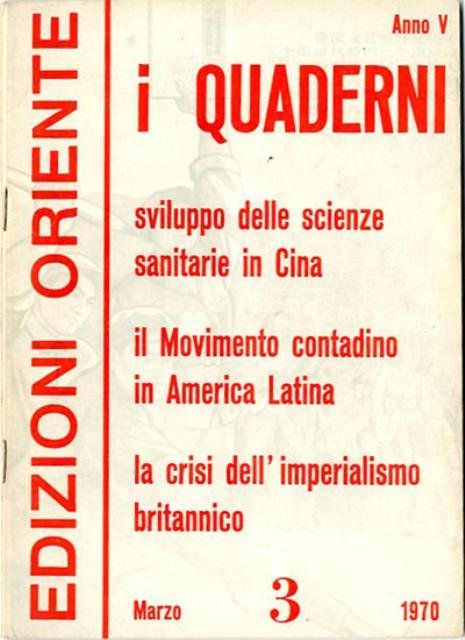 EDIZIONI ORIENTE
Anno V
i QUADERNI
sviluppo delle scienze
sanitarie in Cina
il Movimento contadino
in America Latina
la crisi dell' imperialismo
britannico
Marzo 3 1970